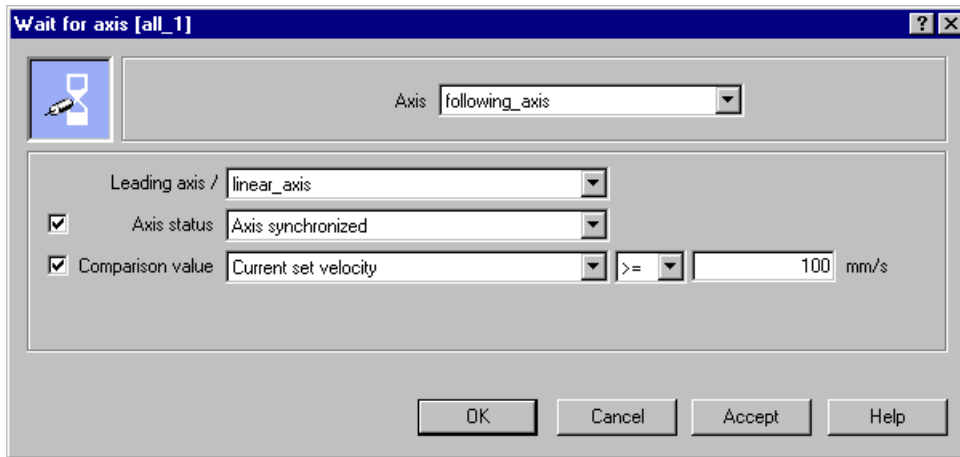 Wait for axis [all_1]
Axis following_axis
Leading axis / linear_axis
Axis status Axis synchronized
Comparison value Current set velocity >= 100 mm/s
OK Cancel Accept Help